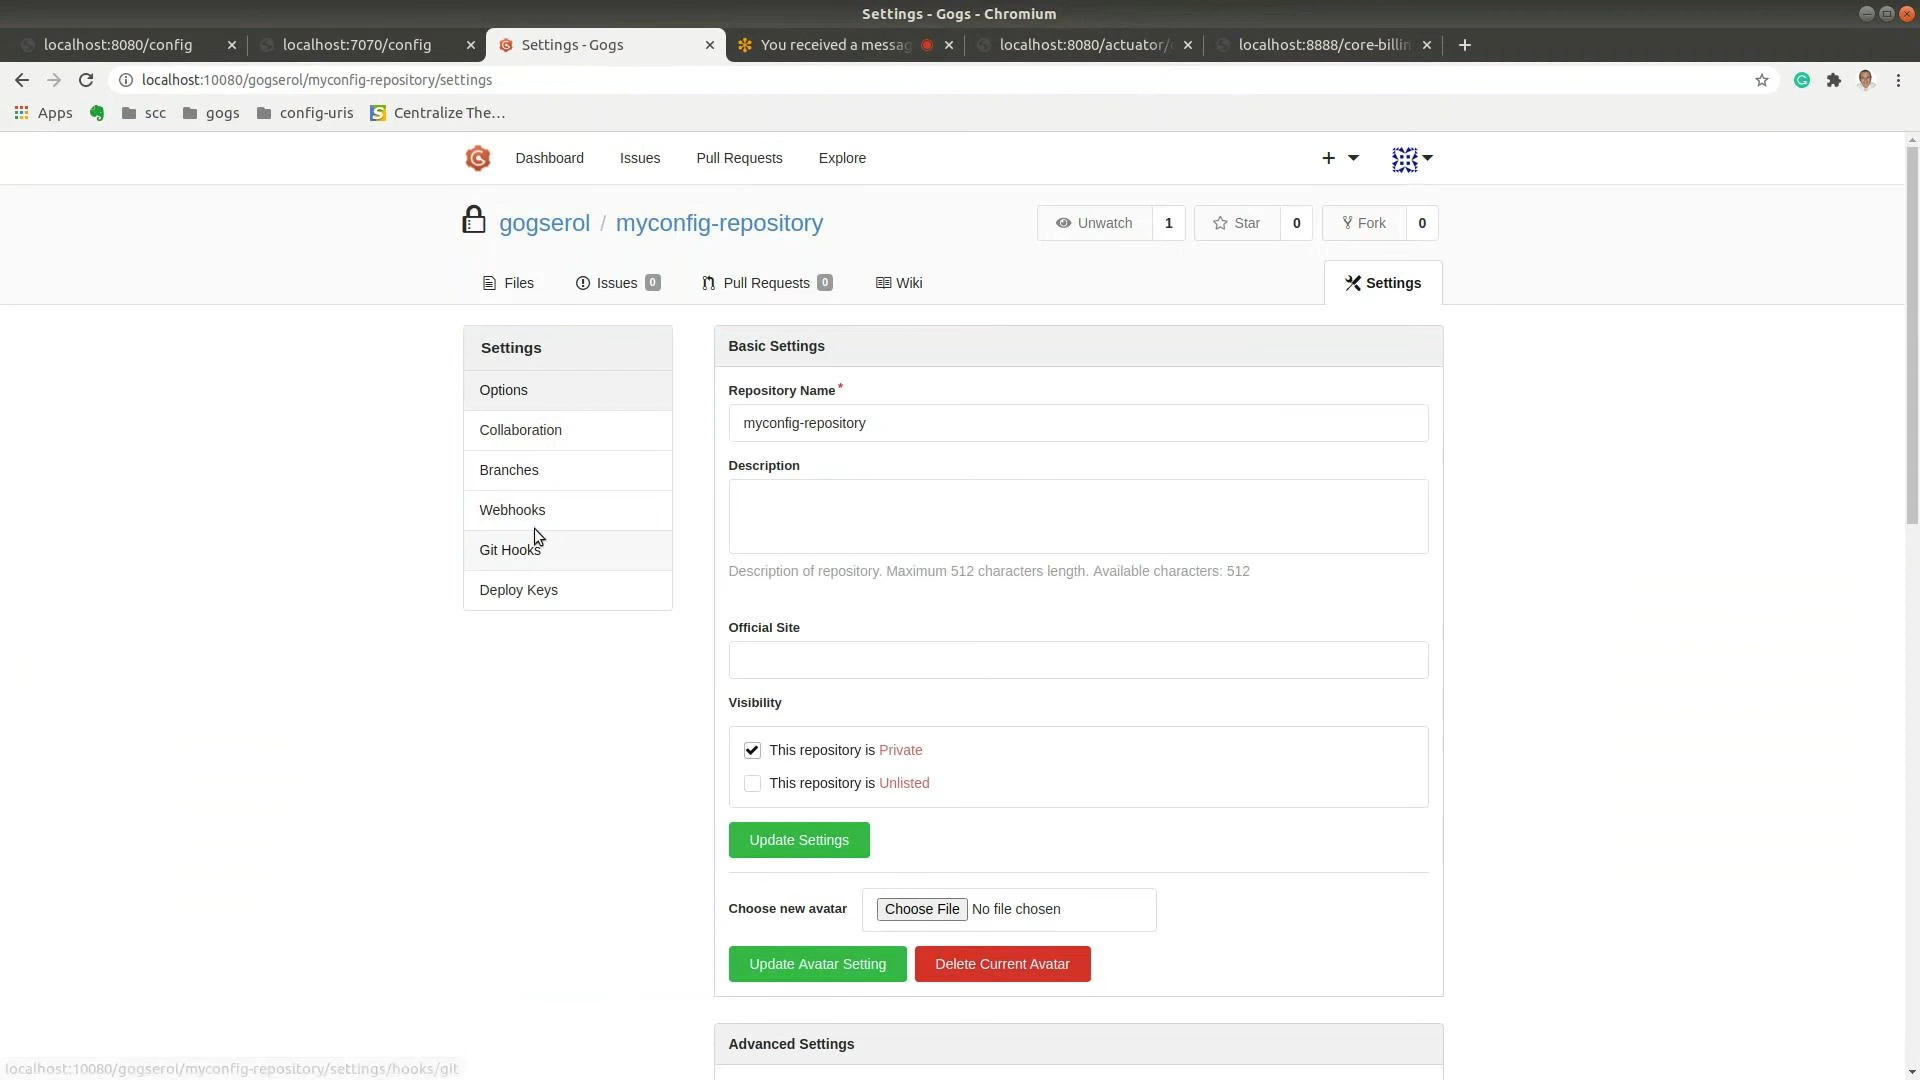 Settings - Gogs - Chromium
localhost:8080/config
localhost:7070/config
Settings - Gogs
You received a messag
localhost:8080/actuator/
localhost:8888/core-billin
localhost:10080/gogserol/myconfig-repository/settings
Apps
scc
gogs
config-uris
Centralize The…
Dashboard
Issues
Pull Requests
Explore
gogserol / myconfig-repository
Unwatch 1
Star 0
Fork 0
Files
Issues 0
Pull Requests 0
Wiki
Settings
Settings
Options
Collaboration
Branches
Webhooks
Git Hooks
Deploy Keys
Basic Settings
Repository Name *
myconfig-repository
Description
Description of repository. Maximum 512 characters length. Available characters: 512
Official Site
Visibility
This repository is Private
This repository is Unlisted
Update Settings
Choose new avatar
Choose File No file chosen
Update Avatar Setting
Delete Current Avatar
Advanced Settings
localhost:10080/gogserol/myconfig-repository/settings/hooks/git